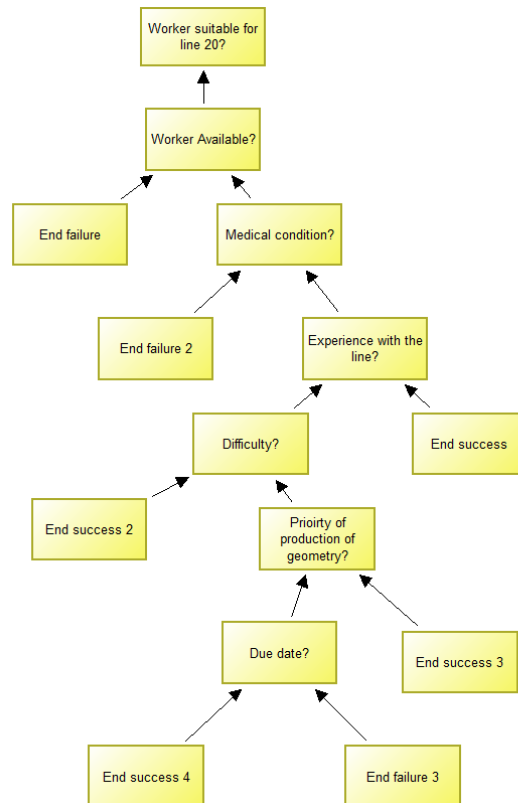 Worker suitable for
line 20?
Worker Available?
End failure
Medical condition?
End failure 2
Experience with the
line?
Difficulty?
End success
End success 2
Prioirty of
production of
geometry?
Due date?
End success 3
End success 4
End failure 3